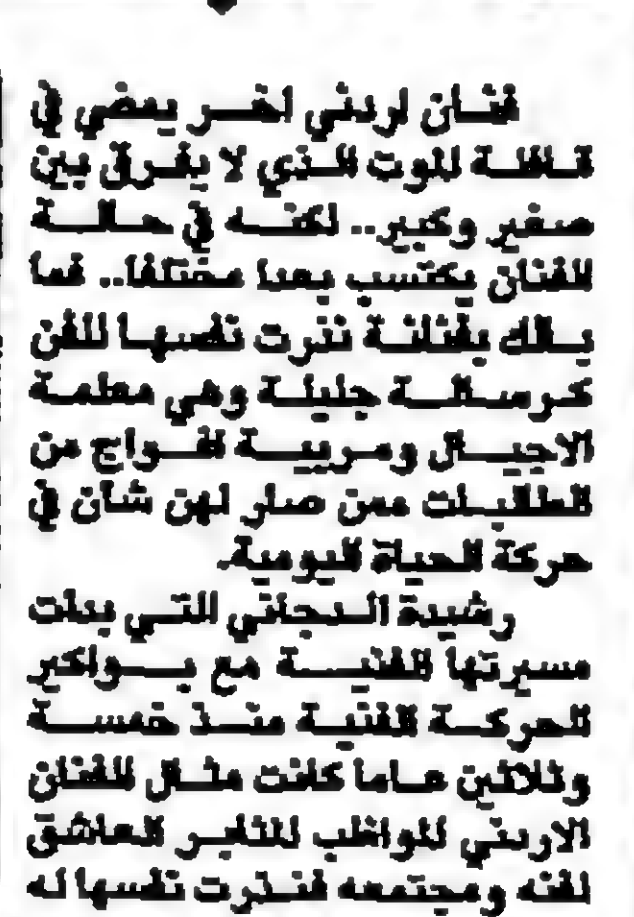 فنان اردني اخر يمضي في
قافلة الموت الذي لا يفرق بين
صغير وكبير.. لكنه في حالة
الفنان يكتسب بعدا مختلفا.. فما
بالك بفنانة نذرت نفسها للفن
كرسالة جليلة وهي معلمة
الاجيال ومربية افواج من
الطالبات ممن صار لهن شأن في
حركة الحياة اليومية.
رشيدة الدجاني التي بدات
مسيرتها الفنية مع بواكير
الحركة الفنية منذ خمسة
وثلاثين عاما كانت مثال الفنان
الاردني المواظب المثابر العاشق
لفنه ومجتمعه فنذرت نفسها له